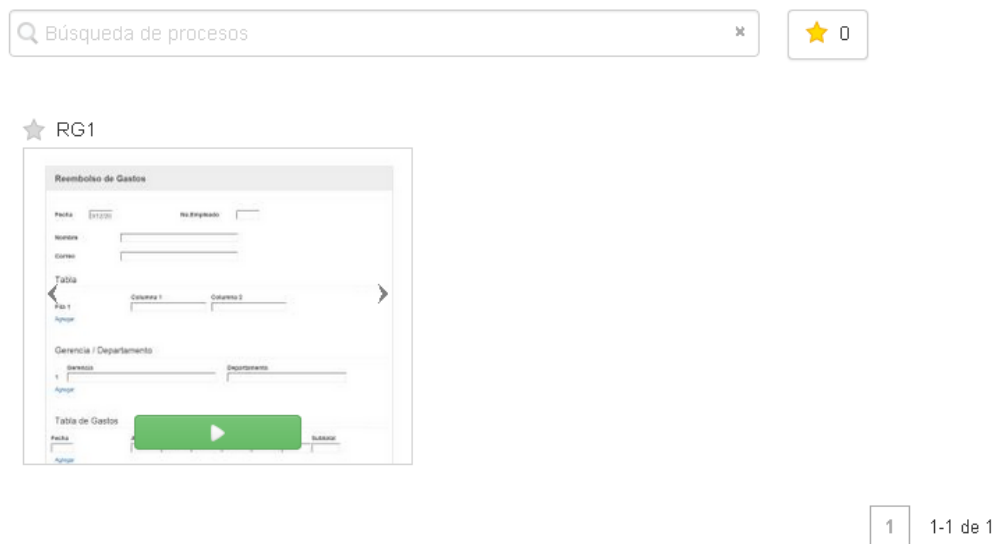 Búsqueda de procesos
0
RG1
Reembolso de Gastos
Fecha
No.Empleado
Nombre
Correo
Tabla
Columna 1 Columna 2
Fila 1
Agregar
Gerencia / Departamento
Gerencia Departamento
1
Agregar
Tabla de Gastos
Fecha Subtotal
Agregar
1 1-1 de 1